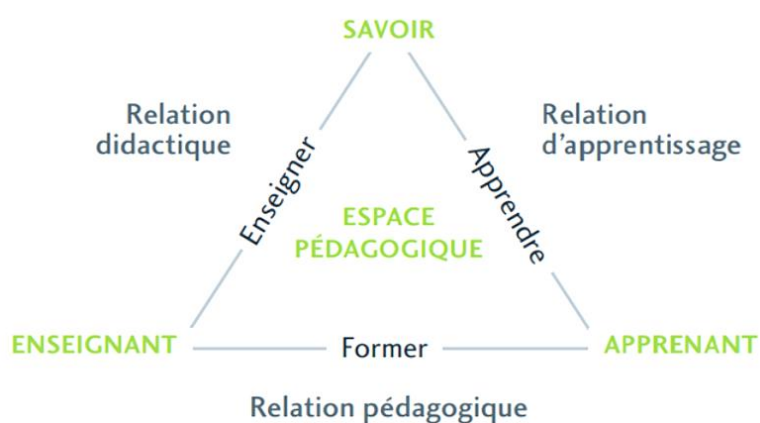 SAVOIR
Relation
didactique
Relation
d’apprentissage
Enseigner
Apprendre
ESPACE
PÉDAGOGIQUE
ENSEIGNANT
Former
APPRENANT
Relation pédagogique